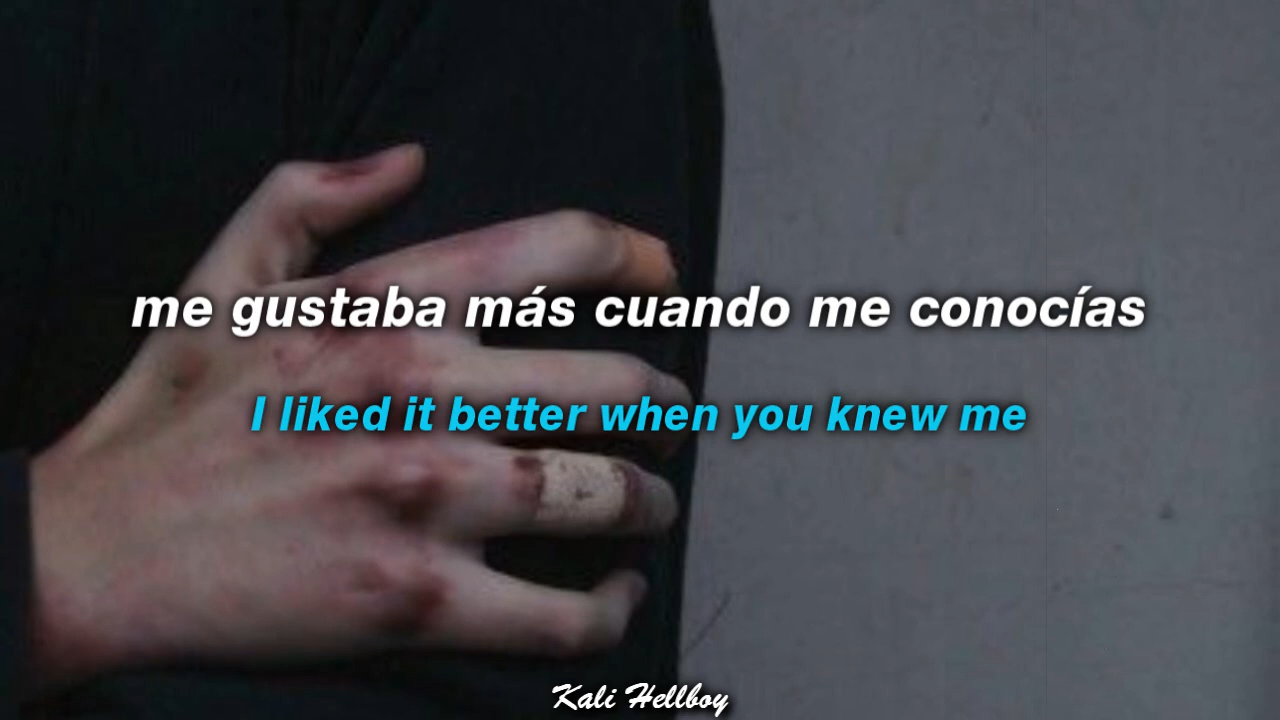 me gustaba más cuando me conocías
I liked it better when you knew me
Kali Hellboy